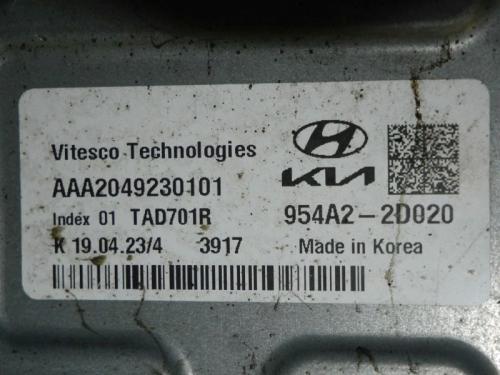 Vitesco Technologies
AAA2049230101
Index 01 TAD701R
K 19.04.23/4 3917
KIA
954A2-2D020
Made in Korea